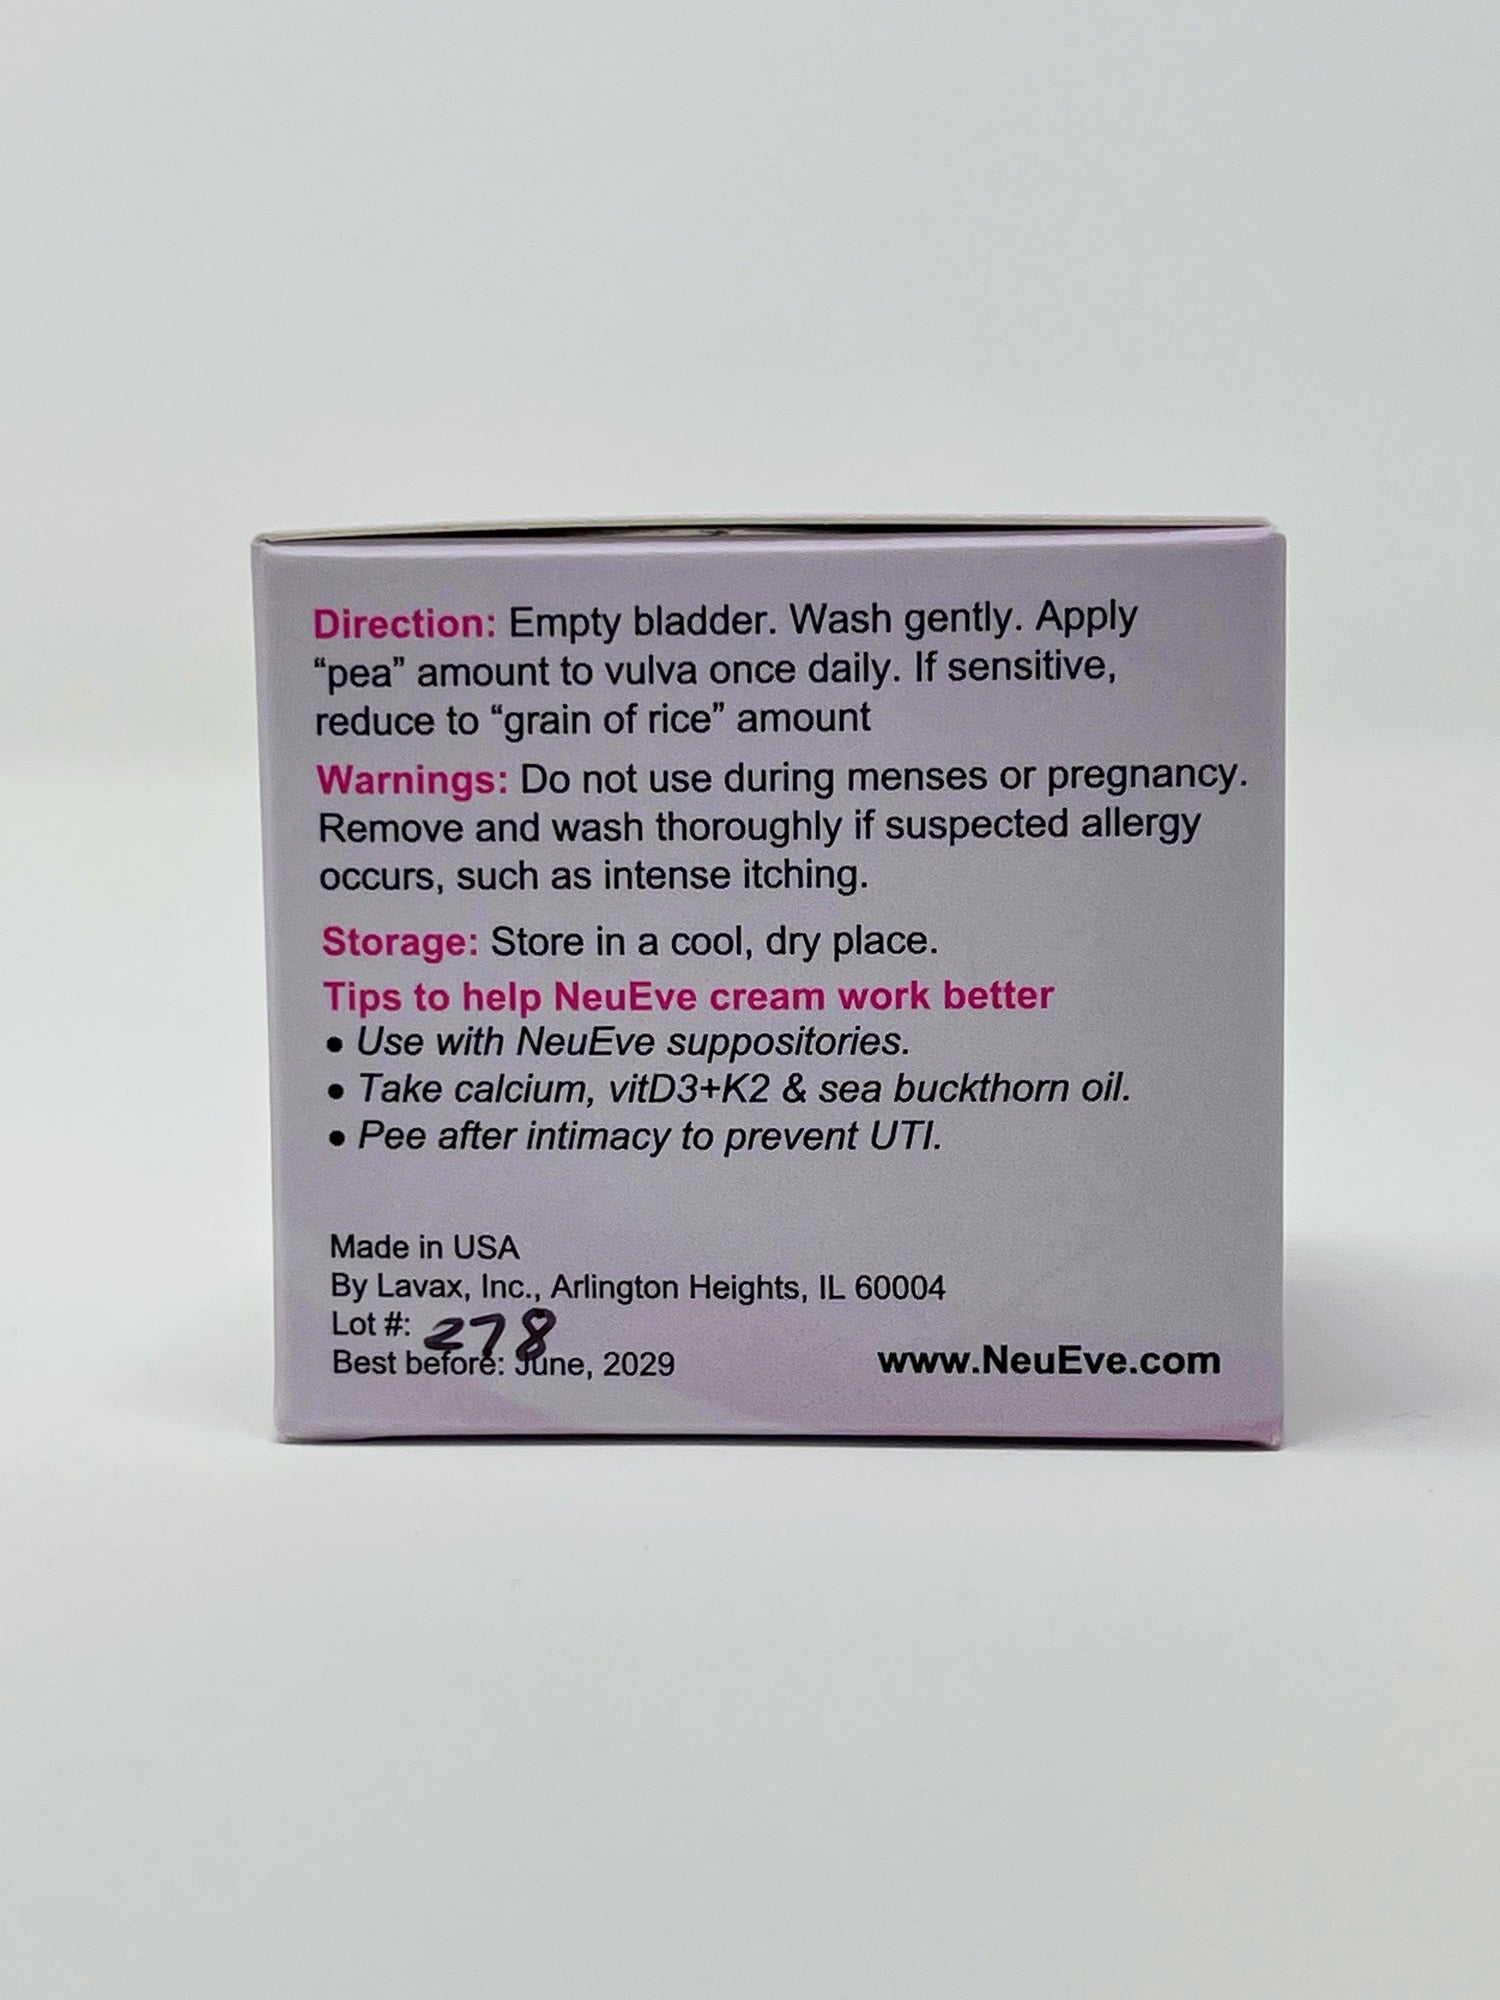 Direction: Empty bladder. Wash gently. Apply
“pea” amount to vulva once daily. If sensitive,
reduce to “grain of rice” amount
Warnings: Do not use during menses or pregnancy.
Remove and wash thoroughly if suspected allergy
occurs, such as intense itching.
Storage: Store in a cool, dry place.
Tips to help NeuEve cream work better
• Use with NeuEve suppositories.
• Take calcium, vitD3+K2 & sea buckthorn oil.
• Pee after intimacy to prevent UTI.
Made in USA
By Lavax, Inc., Arlington Heights, IL 60004
Lot #: 278
Best before: June, 2029
www.NeuEve.com